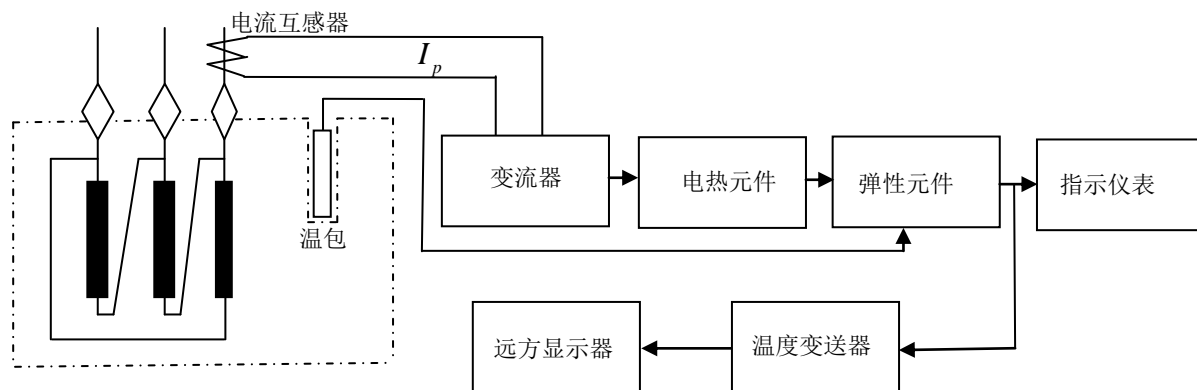 电流互感器
I_p
变流器
电热元件
弹性元件
指示仪表
温包
远方显示器
温度变送器